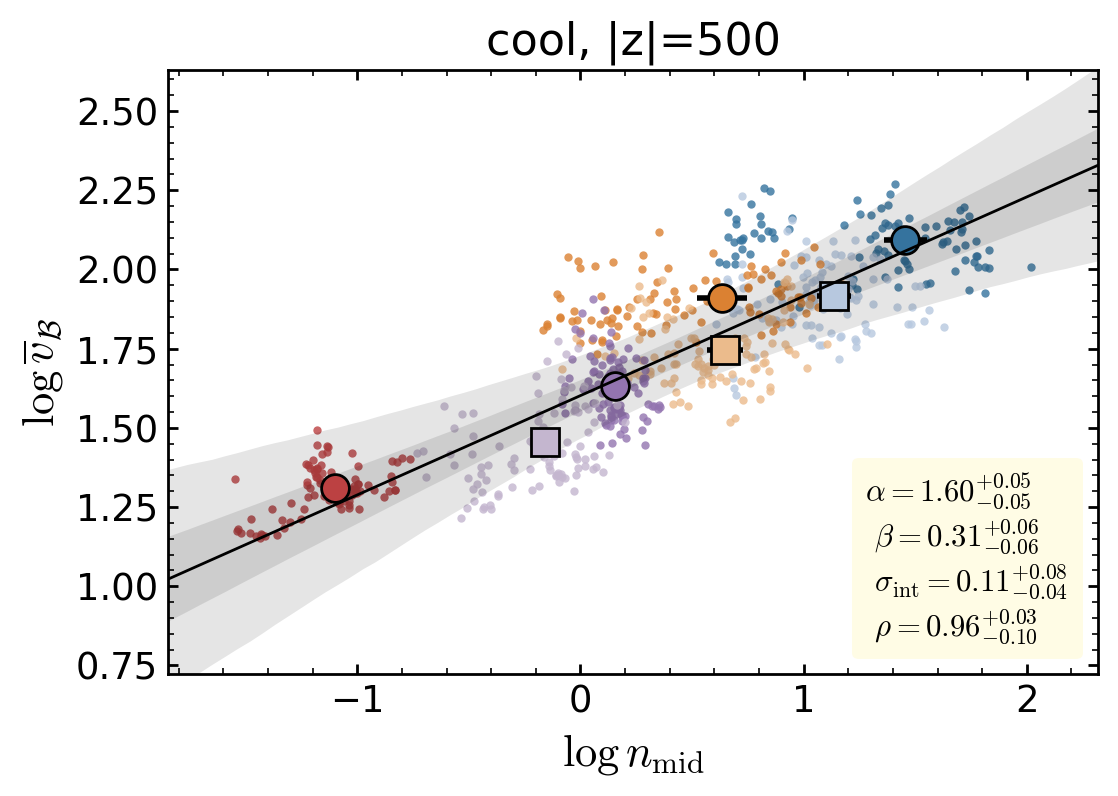 cool, |z|=500
log v̅_ℬ
2.50
2.25
2.00
1.75
1.50
1.25
1.00
0.75
α = 1.60^{+0.05}_{−0.05}
β = 0.31^{+0.06}_{−0.06}
σ_int = 0.11^{+0.08}_{−0.04}
ρ = 0.96^{+0.03}_{−0.10}
−1 0 1 2
log n_mid